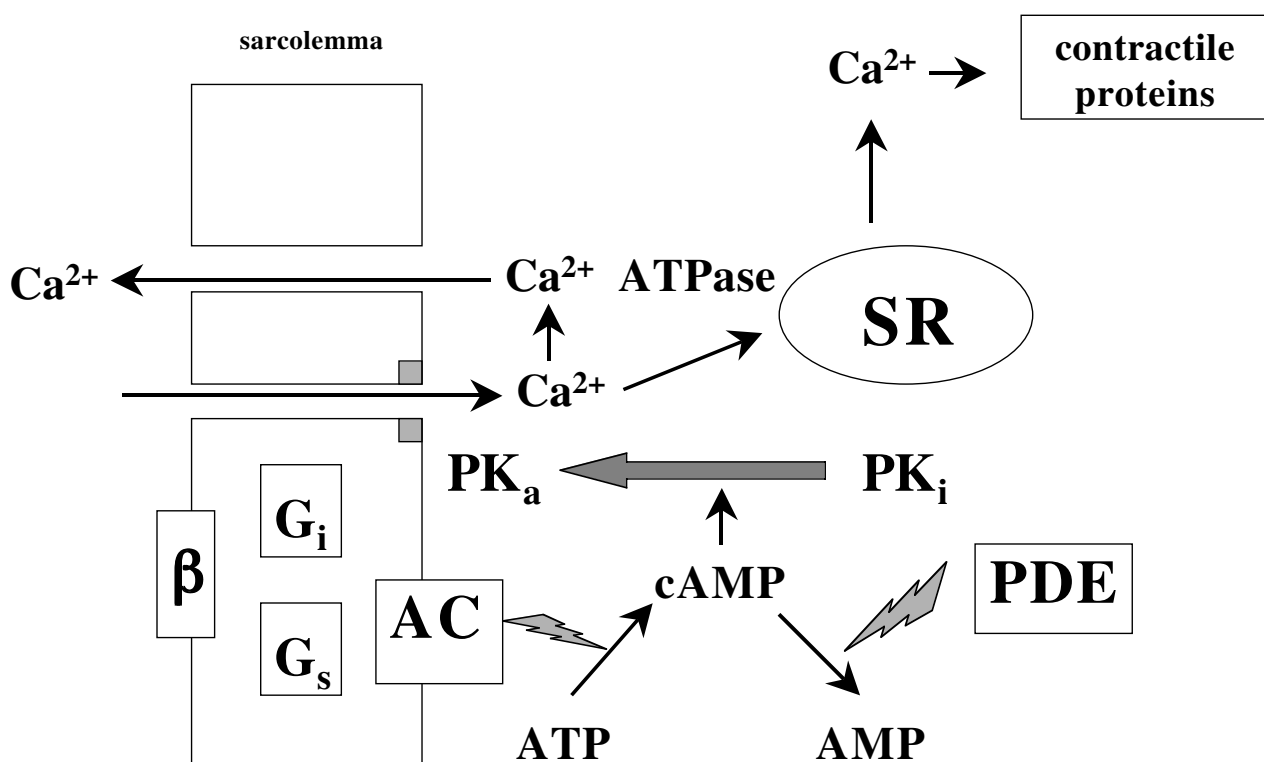 sarcolemma
Ca²⁺
contractile
proteins
Ca²⁺
Ca²⁺
ATPase
SR
Ca²⁺
PKₐ
PKᵢ
Gᵢ
β
cAMP
PDE
AC
Gₛ
ATP
AMP